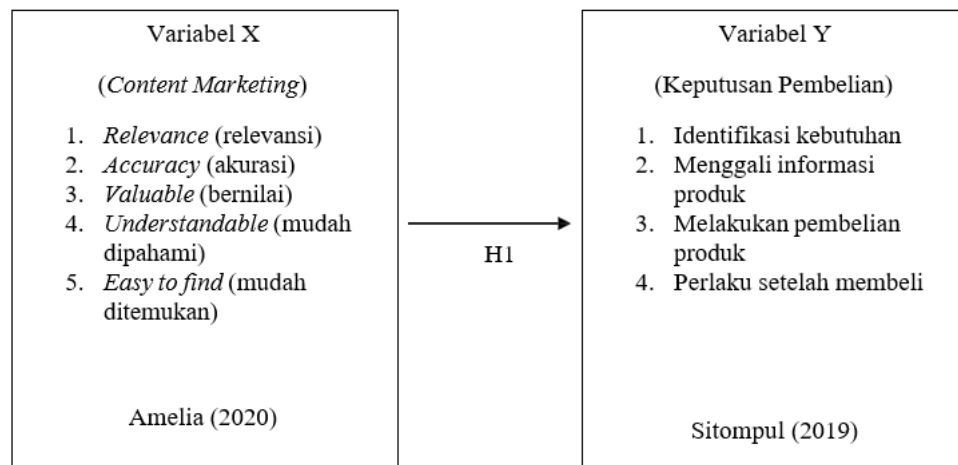 Variabel X
(Content Marketing)
1. Relevance (relevansi)
2. Accuracy (akurasi)
3. Valuable (bernilai)
4. Understandable (mudah
dipahami)
5. Easy to find (mudah
ditemukan)
Amelia (2020)
H1
Variabel Y
(Keputusan Pembelian)
1. Identifikasi kebutuhan
2. Menggali informasi
produk
3. Melakukan pembelian
produk
4. Perlaku setelah membeli
Sitompul (2019)